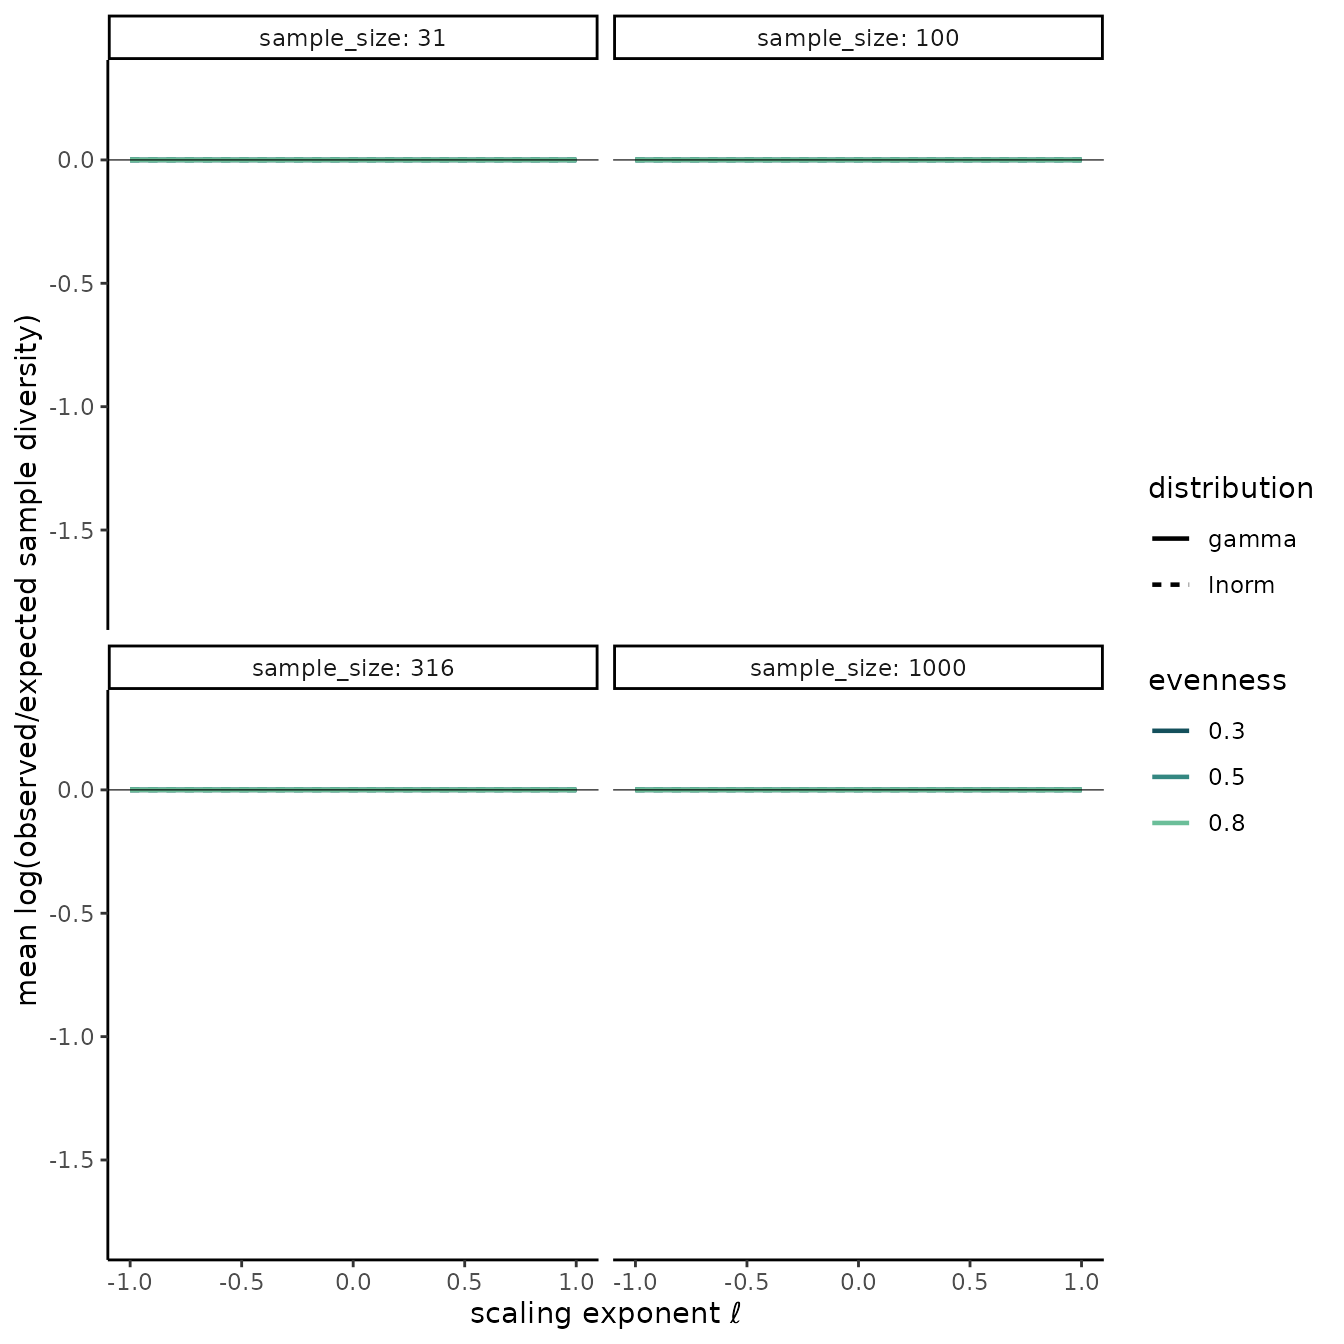 sample_size: 31
sample_size: 100
0.0
-0.5
-1.0
-1.5
sample_size: 316
sample_size: 1000
0.0
-0.5
-1.0
-1.5
-1.0 -0.5 0.0 0.5 1.0
-1.0 -0.5 0.0 0.5 1.0
scaling exponent ℓ
mean log(observed/expected sample diversity)
distribution
gamma
lnorm
evenness
0.3
0.5
0.8